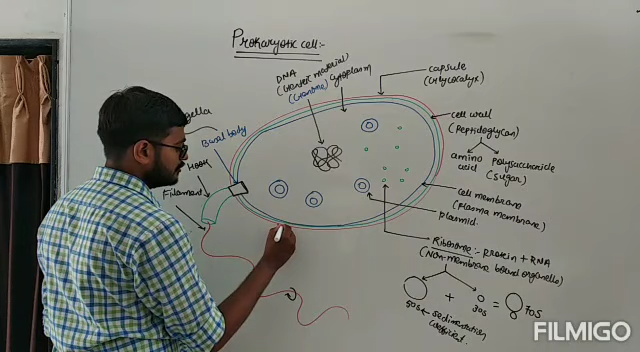 Prokaryotic cell:-
DNA
(Genetic material)
(Genome)
cytoplasm
capsule
(Glycocalyx)
cell wall
(Peptidoglycan)
amino
acid
Polysaccharide
(sugar)
cell membrane
(plasma membrane)
plasmid
Ribosome:- protein + RNA
(Non-membrane bound organelle)
+
=
50s
30s
70s
sedimentation
coefficient
gella
Basal body
Hook
Filament
FILMIGO